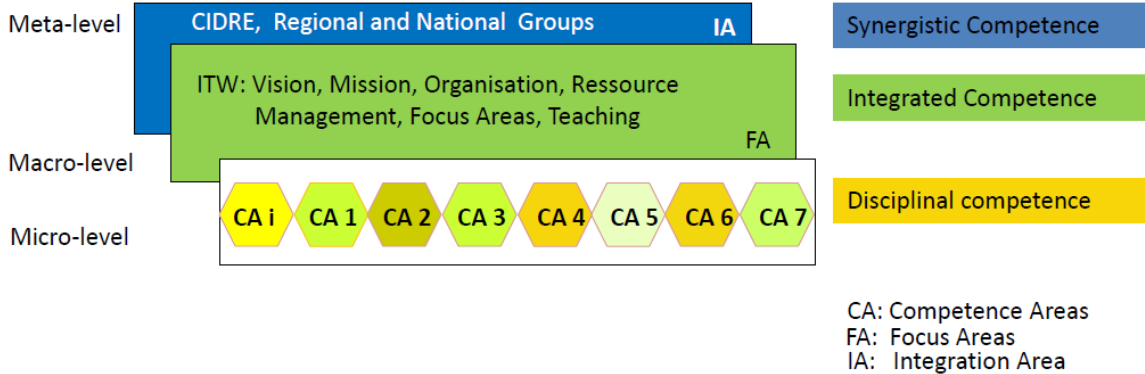 Meta-level
CIDRE, Regional and National Groups
IA
Synergistic Competence
ITW: Vision, Mission, Organisation, Ressource
Management, Focus Areas, Teaching
FA
Integrated Competence
Macro-level
CA i
CA 1
CA 2
CA 3
CA 4
CA 5
CA 6
CA 7
Disciplinal competence
Micro-level
CA: Competence Areas
FA: Focus Areas
IA: Integration Area